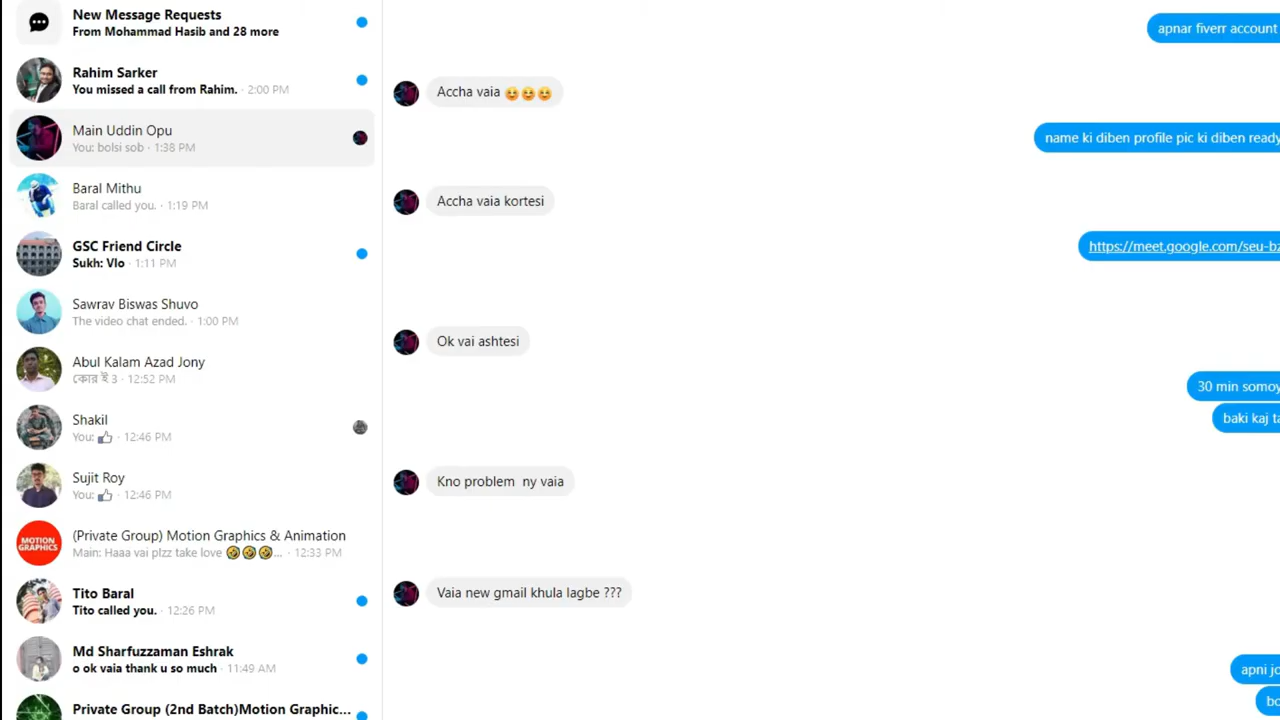 New Message Requests
From Mohammad Hasib and 28 more
Rahim Sarker
You missed a call from Rahim. · 2:00 PM
Main Uddin Opu
You: bolsi sob · 1:38 PM
Baral Mithu
Baral called you. · 1:19 PM
GSC Friend Circle
Sukh: Vlo · 1:11 PM
Sawrav Biswas Shuvo
The video chat ended. · 1:00 PM
Abul Kalam Azad Jony
কোর ই 3 · 12:52 PM
Shakil
You: 👍 · 12:46 PM
Sujit Roy
You: 👍 · 12:46 PM
MOTION
GRAPHICS
(Private Group) Motion Graphics & Animation
Main: Haaa vai plzz take love 🤣🤣🤣... · 12:33 PM
Tito Baral
Tito called you. · 12:26 PM
Md Sharfuzzaman Eshrak
o ok vaia thank u so much · 11:49 AM
Private Group (2nd Batch)Motion Graphic...
apnar fiverr account
Accha vaia 😆😆😆
name ki diben profile pic ki diben ready
Accha vaia kortesi
https://meet.google.com/seu-bz
Ok vai ashtesi
30 min somoy
baki kaj ta
Kno problem ny vaia
Vaia new gmail khula lagbe ???
apni jo
bo